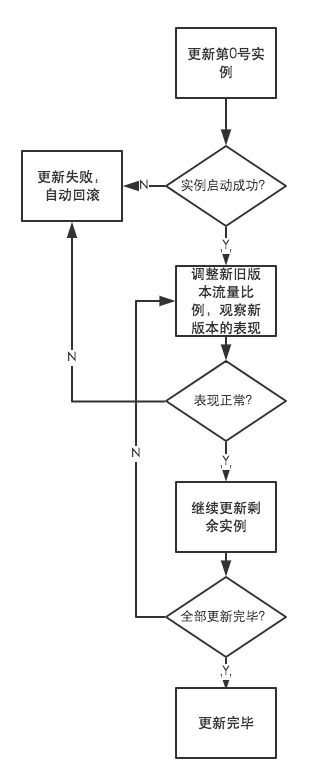 更新第0号实
例
更新失败，
自动回滚
N
实例启动成功?
Y
调整新旧版
本流量比
例，观察新
版本的表现
N
表现正常?
N
Y
继续更新剩
余实例
全部更新完毕?
Y
更新完毕